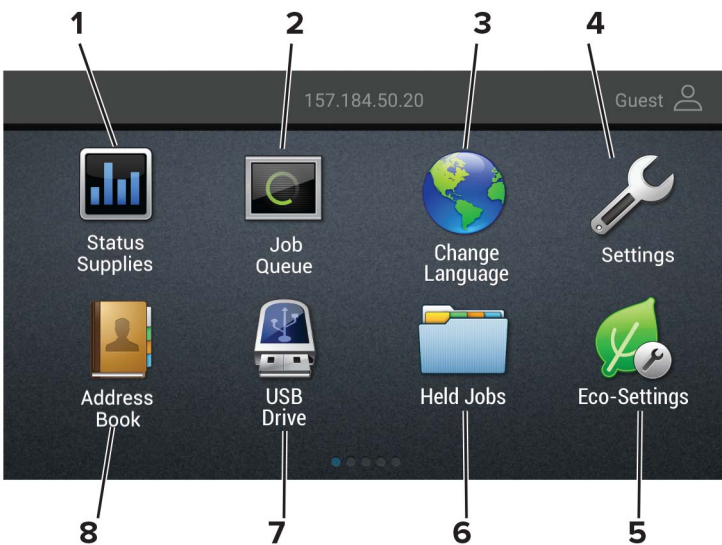 1 2 3 4
157.184.50.20 Guest
Status
Supplies
Job
Queue
Change
Language
Settings
Address
Book
USB
Drive
Held Jobs
Eco-Settings
8 7 6 5